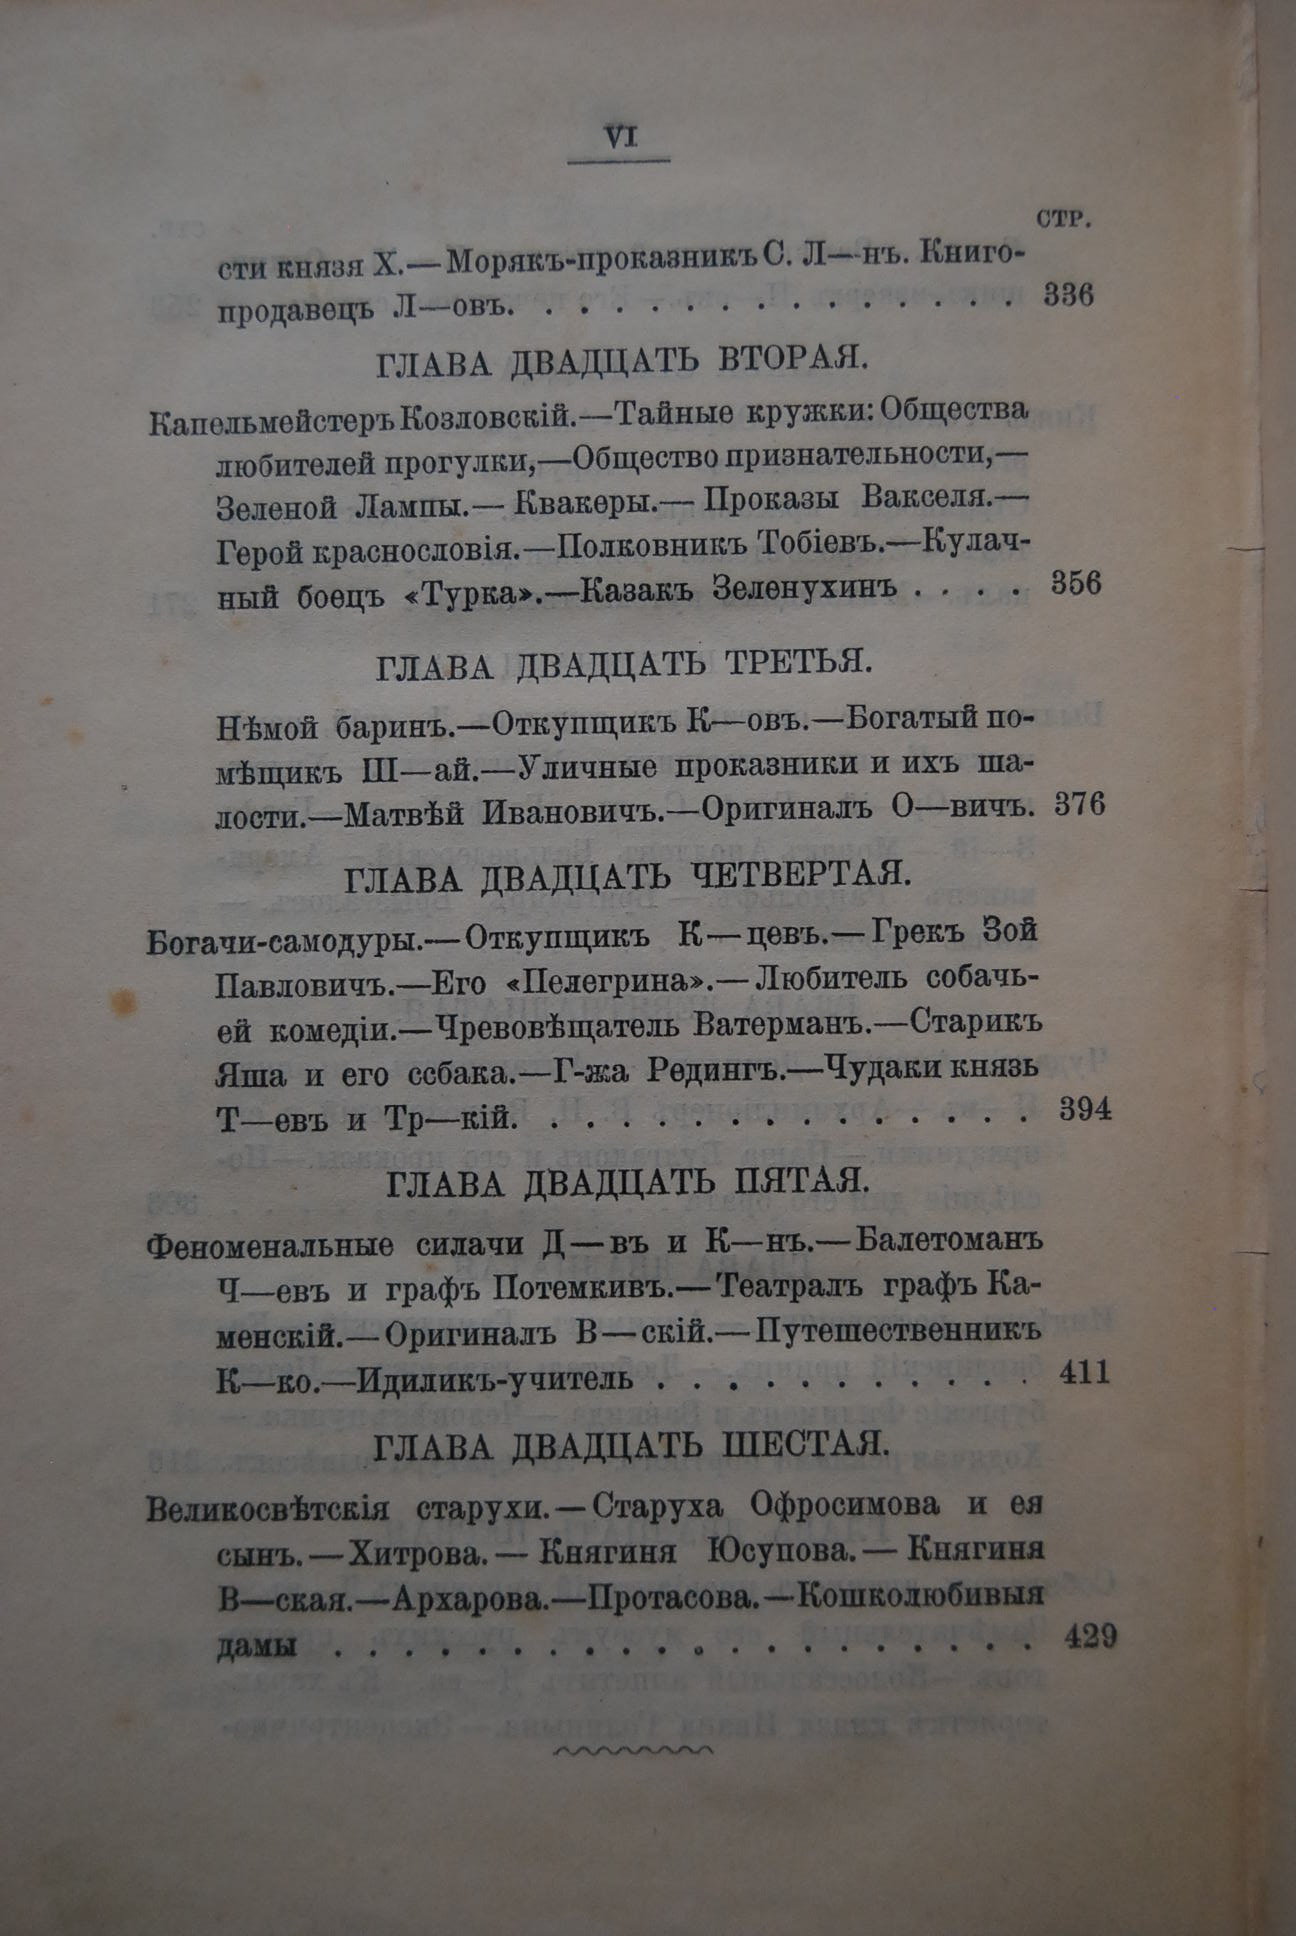 VI
СТР.
сти князя Х.—Морякъ-проказникъ С. Л—нъ. Книго-
продавецъ Л—овъ. . . . . . . . . . . . . . . 336
ГЛАВА ДВАДЦАТЬ ВТОРАЯ.
Капельмейстеръ Козловскій.—Тайные кружки: Общества
любителей прогулки,—Общество признательности,—
Зеленой Лампы.—Квакеры.—Проказы Вакселя.—
Герой краснословія.—Полковникъ Тобіевъ.—Кулач-
ный боецъ «Турка».—Казакъ Зеленухинъ . . . . 356
ГЛАВА ДВАДЦАТЬ ТРЕТЬЯ.
Нѣмой баринъ.—Откупщикъ К—овъ.—Богатый по-
мѣщикъ Ш—ай.—Уличные проказники и ихъ ша-
лости.—Матвѣй Ивановичъ.—Оригиналъ О—вичъ. 376
ГЛАВА ДВАДЦАТЬ ЧЕТВЕРТАЯ.
Богачи-самодуры.—Откупщикъ К—цевъ.—Грекъ Зой
Павловичъ.—Его «Пелегрина».—Любитель собачь-
ей комедіи.—Чревовѣщатель Ватерманъ.—Старикъ
Яша и его ссбака.—Г-жа Редингъ.—Чудаки князь
Т—евъ и Тр—кій. . . . . . . . . . . . . . . 394
ГЛАВА ДВАДЦАТЬ ПЯТАЯ.
Феноменальные силачи Д—въ и К—нъ.—Балетоманъ
Ч—евъ и графъ Потемкивъ.—Театралъ графъ Ка-
менскій.—Оригиналъ В—скій.—Путешественникъ
К—ко.—Идиликъ-учитель . . . . . . . . . . . 411
ГЛАВА ДВАДЦАТЬ ШЕСТАЯ.
Великосвѣтскія старухи.—Старуха Офросимова и ея
сынъ.—Хитрова.—Княгиня Юсупова.—Княгиня
В—ская.—Архарова.—Протасова.—Кошколюбивыя
дамы . . . . . . . . . . . . . . . . . . . . 429